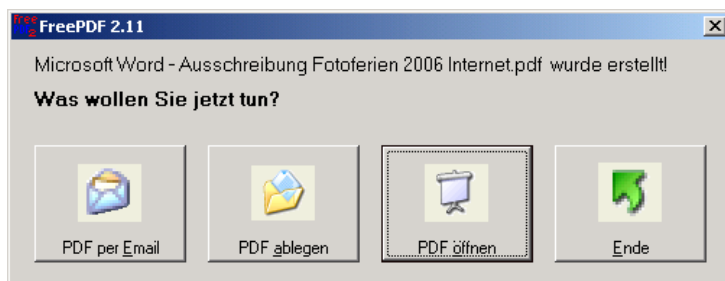 FreePDF 2.11
Microsoft Word - Ausschreibung Fotoferien 2006 Internet.pdf wurde erstellt!
Was wollen Sie jetzt tun?
PDF per Email
PDF ablegen
PDF öffnen
Ende